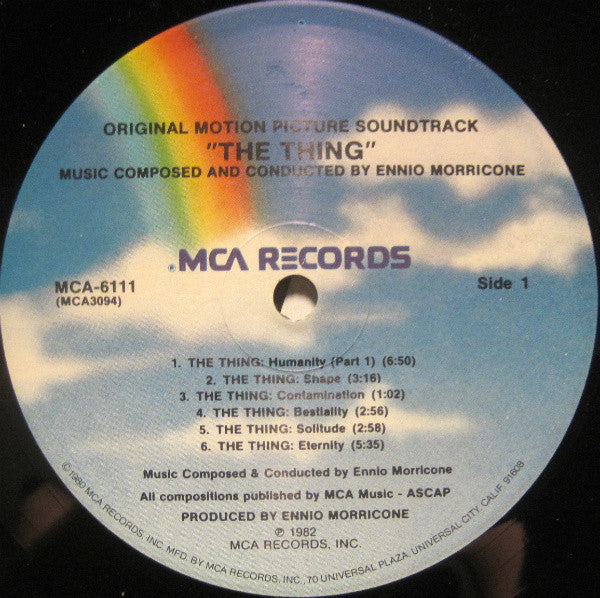 ORIGINAL MOTION PICTURE SOUNDTRACK
"THE THING"
MUSIC COMPOSED AND CONDUCTED BY ENNIO MORRICONE
MCA RECORDS
MCA-6111
(MCA3094)
Side 1
1. THE THING: Humanity (Part 1) (6:50)
2. THE THING: Shape (3:16)
3. THE THING: Contamination (1:02)
4. THE THING: Bestiality (2:56)
5. THE THING: Solitude (2:58)
6. THE THING: Eternity (5:35)
Music Composed & Conducted by Ennio Morricone
All compositions published by MCA Music - ASCAP
PRODUCED BY ENNIO MORRICONE
℗ 1982
MCA RECORDS, INC.
©1980 MCA RECORDS, INC. MFD. BY MCA RECORDS, INC., 70 UNIVERSAL PLAZA, UNIVERSAL CITY, CALIF. 91608